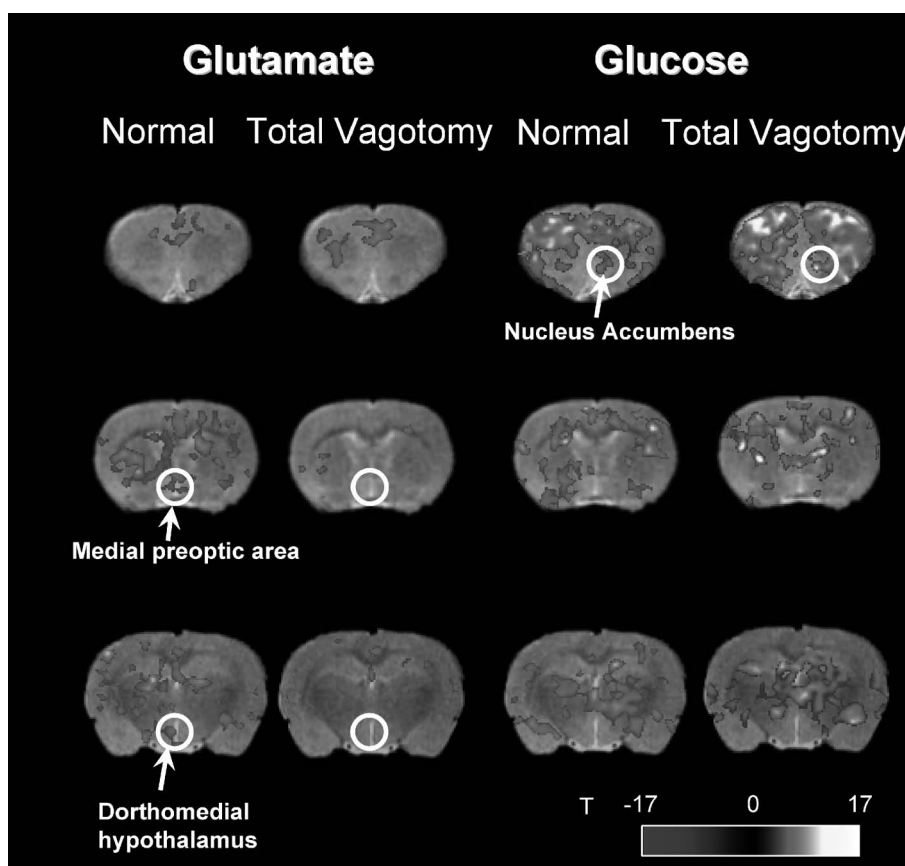 Glutamate Glucose
Normal Total Vagotomy Normal Total Vagotomy
Nucleus Accumbens
Medial preoptic area
Dorthomedial
hypothalamus
T -17 0 17